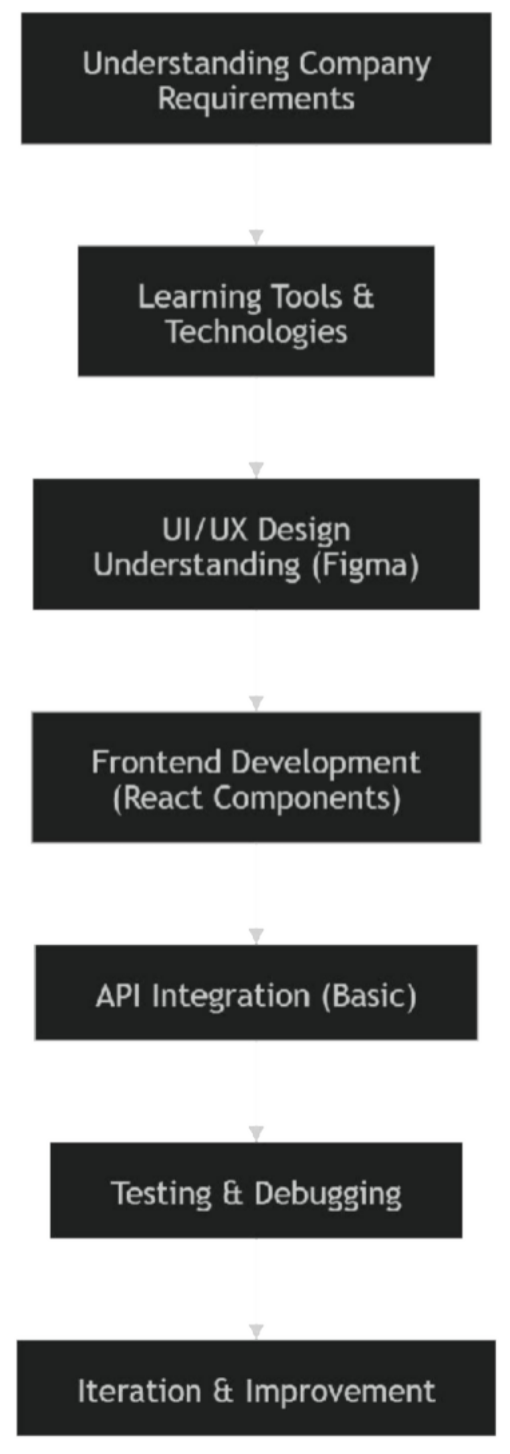 Understanding Company
Requirements
Learning Tools &
Technologies
UI/UX Design
Understanding (Figma)
Frontend Development
(React Components)
API Integration (Basic)
Testing & Debugging
Iteration & Improvement